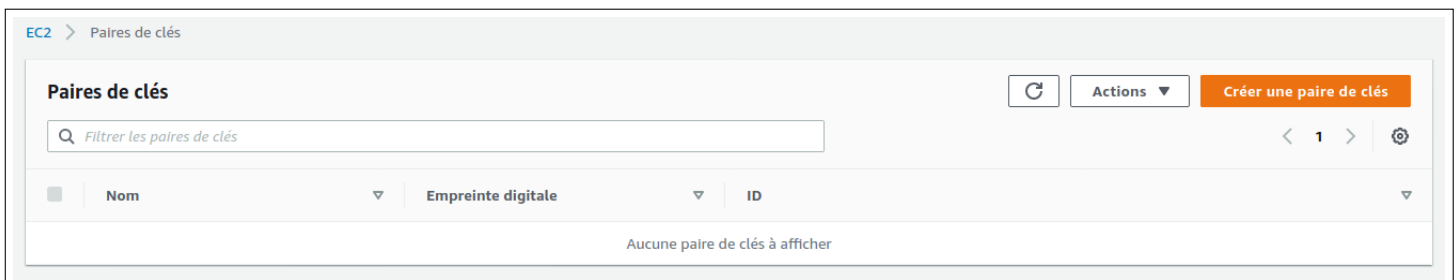 EC2 > Paires de clés
Paires de clés
Actions ▼ Créer une paire de clés
Filtrer les paires de clés
< 1 >
Nom Empreinte digitale ID
Aucune paire de clés à afficher